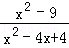 x² − 9
x² − 4x+4